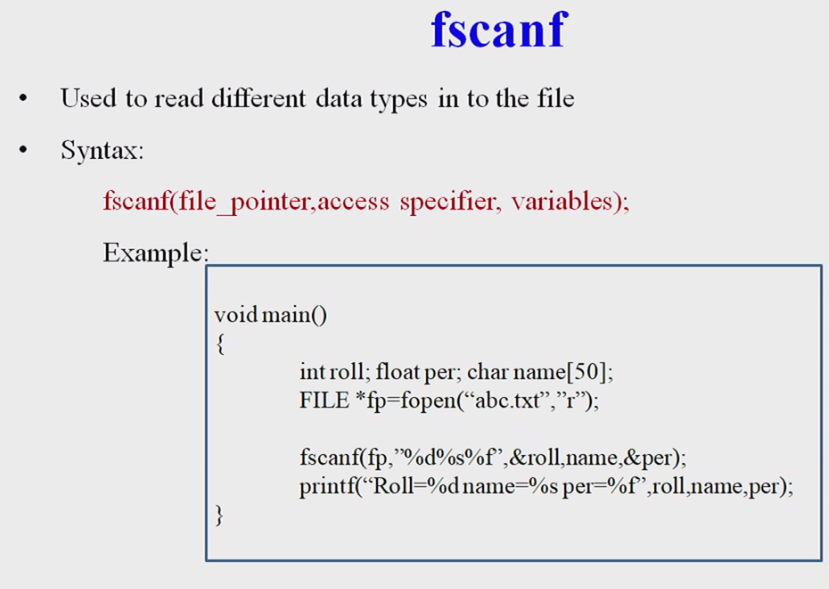 fscanf
• Used to read different data types in to the file
• Syntax:
fscanf(file_pointer,access specifier, variables);
Example:
void main()
{
int roll; float per; char name[50];
FILE *fp=fopen(“abc.txt”,”r”);
fscanf(fp,”%d%s%f”,&roll,name,&per);
printf(“Roll=%d name=%s per=%f”,roll,name,per);
}